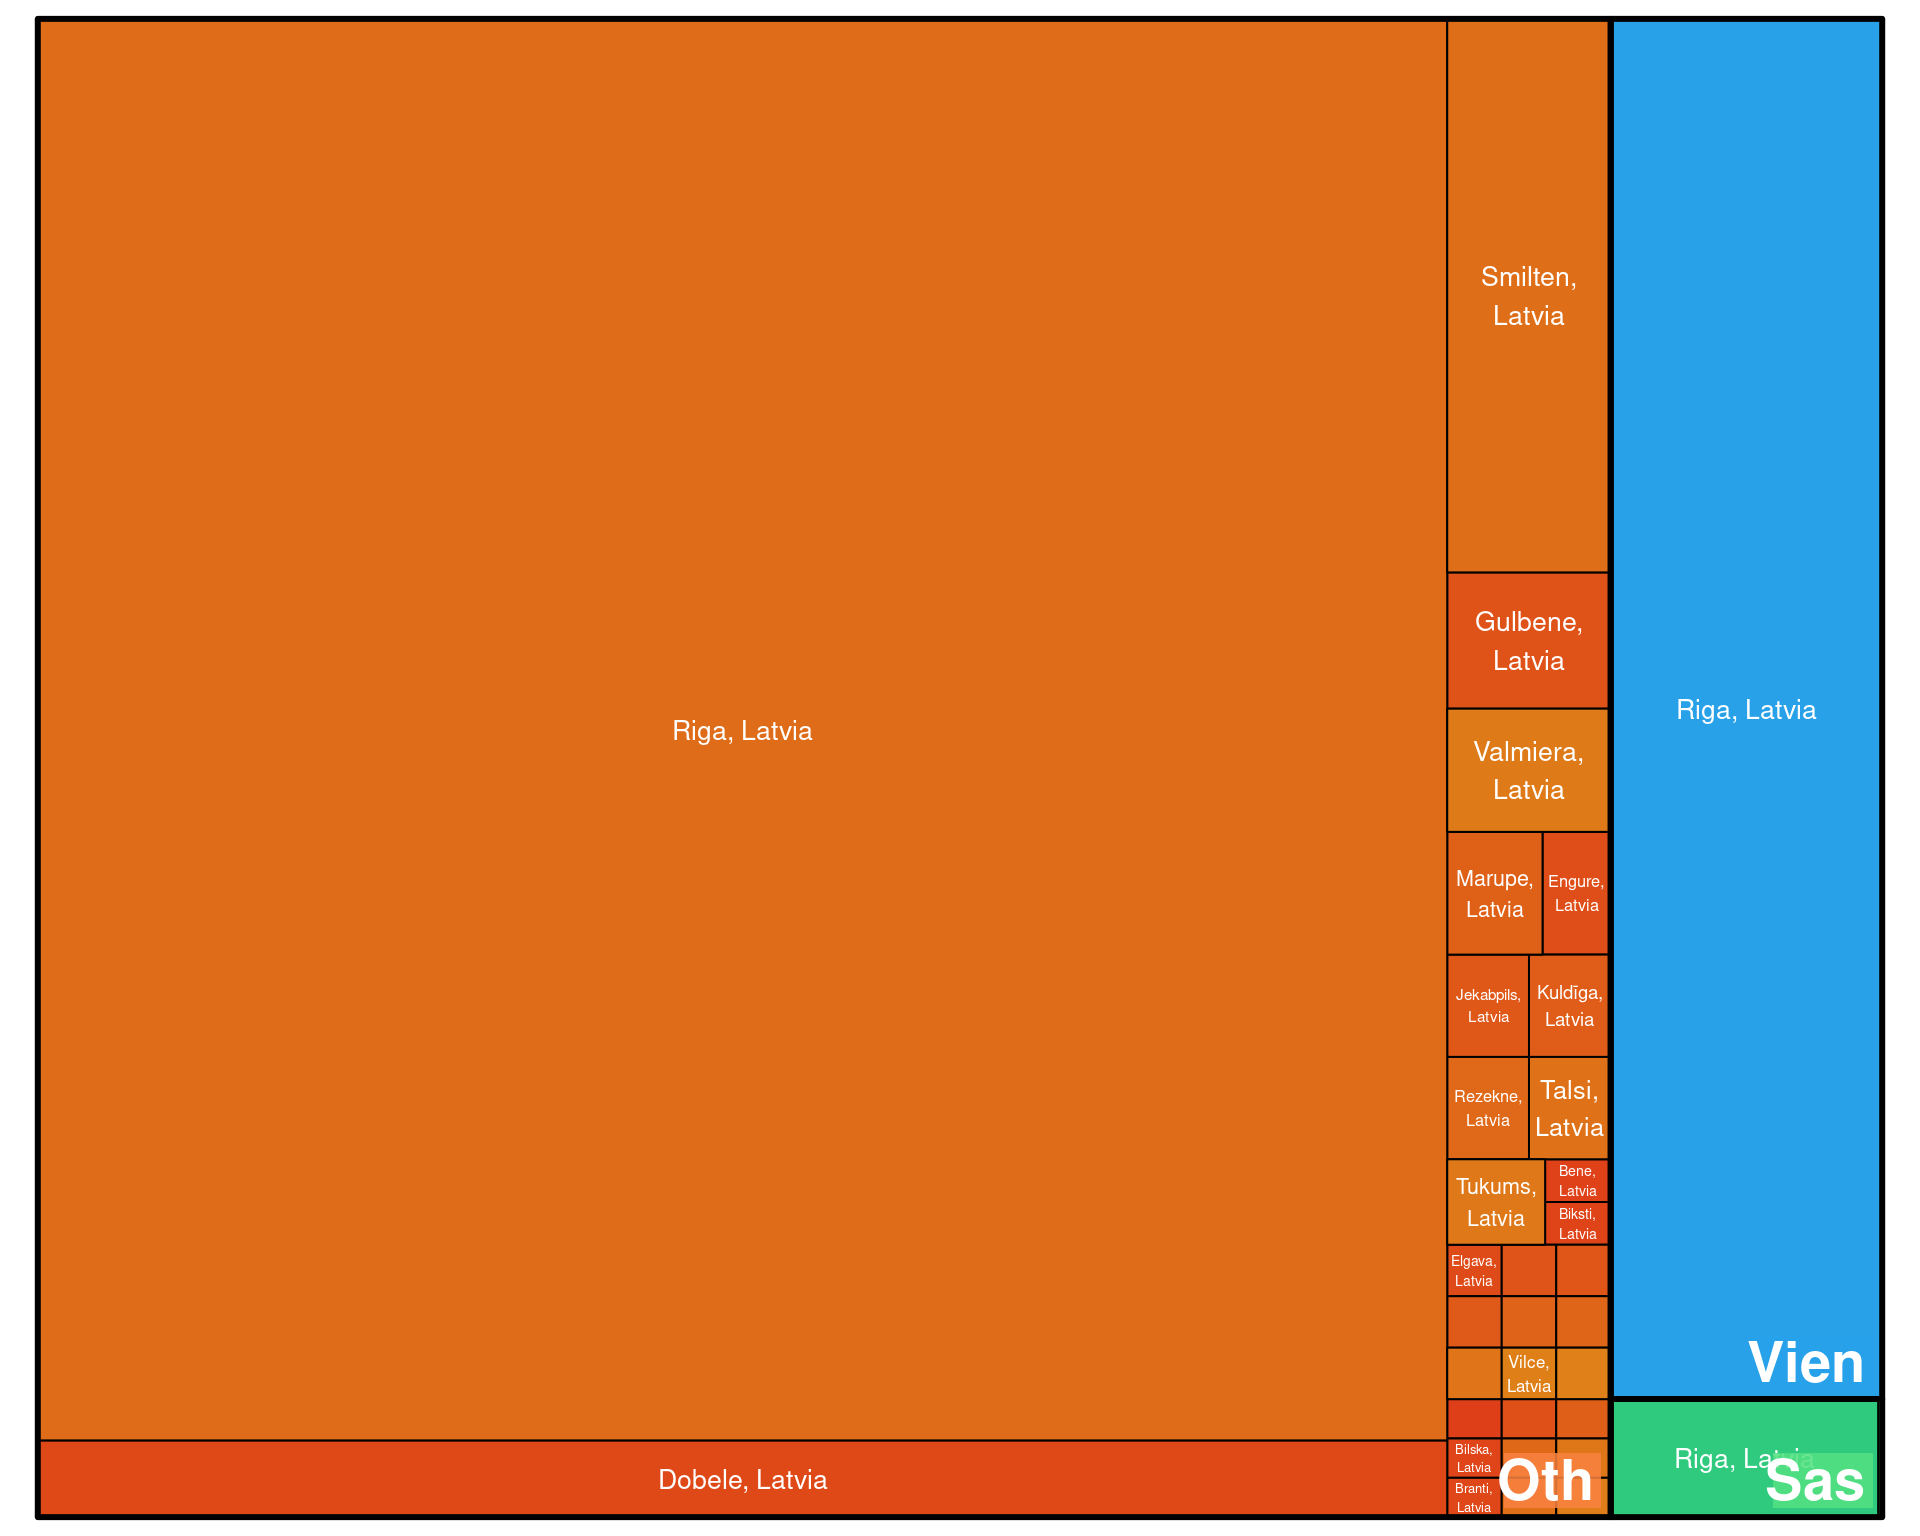 Riga, Latvia
Dobele, Latvia
Smilten,
Latvia
Gulbene,
Latvia
Valmiera,
Latvia
Marupe,
Latvia
Engure,
Latvia
Jekabpils,
Latvia
Kuldīga,
Latvia
Rezekne,
Latvia
Talsi,
Latvia
Tukums,
Latvia
Bene,
Latvia
Biksti,
Latvia
Elgava,
Latvia
Vilce,
Latvia
Bilska,
Latvia
Branti,
Latvia
Oth
Riga, Latvia
Vien
Riga, Latvia
Sas